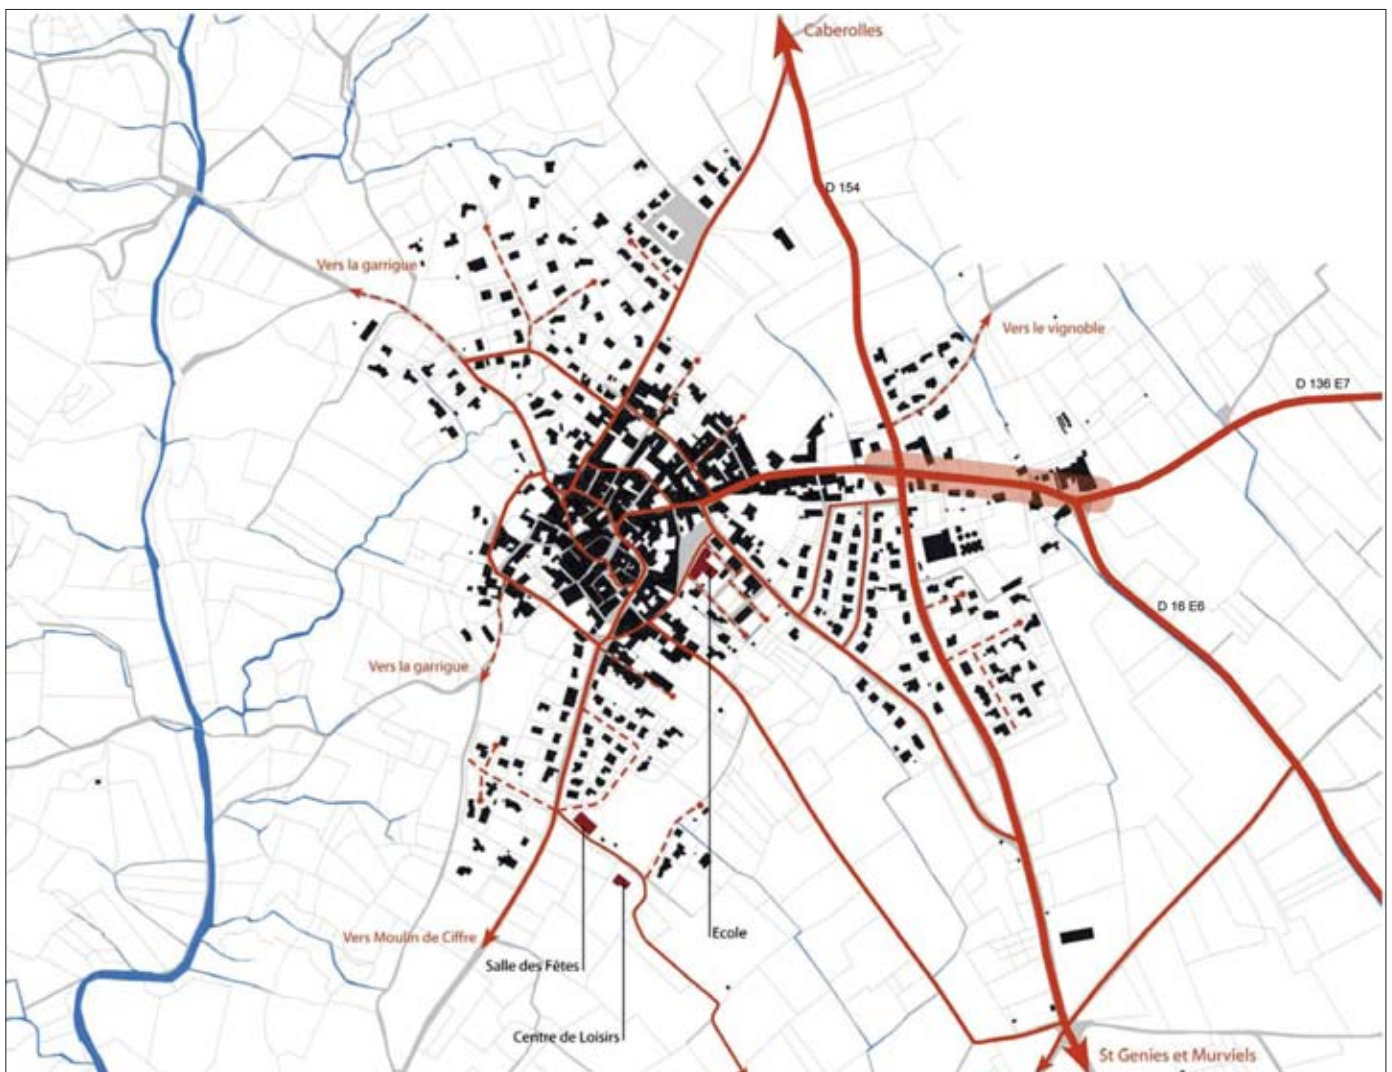 Caberolles
D 154
Vers la garrigue
Vers le vignoble
D 136 E7
D 16 E6
Vers la garrigue
Ecole
Vers Moulin de Ciffre
Salle des Fêtes
Centre de Loisirs
St Genies et Murviels